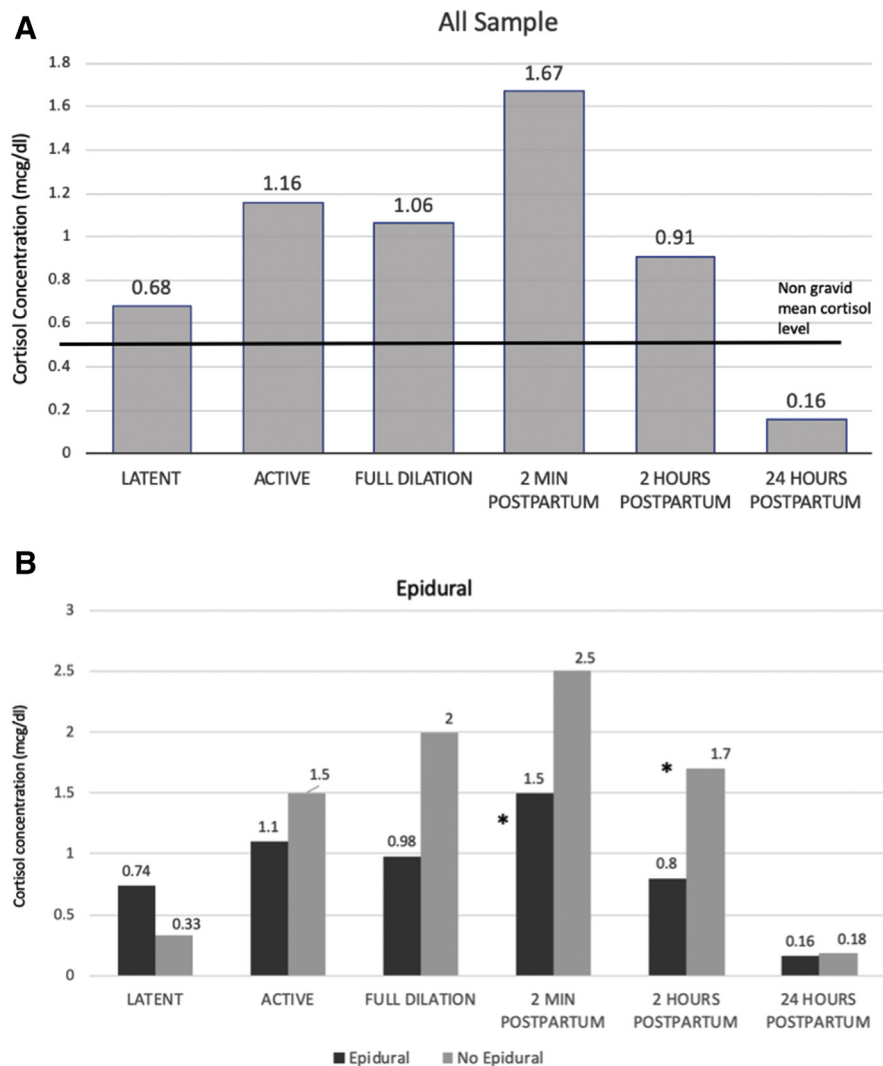 A
All Sample
Cortisol Concentration (mcg/dl)
1.8
1.6
1.4
1.2
1
0.8
0.6
0.4
0.2
0
0.68
1.16
1.06
1.67
0.91
0.16
Non gravid
mean cortisol
level
LATENT
ACTIVE
FULL DILATION
2 MIN
POSTPARTUM
2 HOURS
POSTPARTUM
24 HOURS
POSTPARTUM
B
Epidural
Cortisol concentration (mcg/dl)
3
2.5
2
1.5
1
0.5
0
0.74
0.33
1.1
1.5
0.98
2
*
1.5
2.5
*
0.8
1.7
0.16
0.18
LATENT
ACTIVE
FULL DILATION
2 MIN
POSTPARTUM
2 HOURS
POSTPARTUM
24 HOURS
POSTPARTUM
Epidural
No Epidural